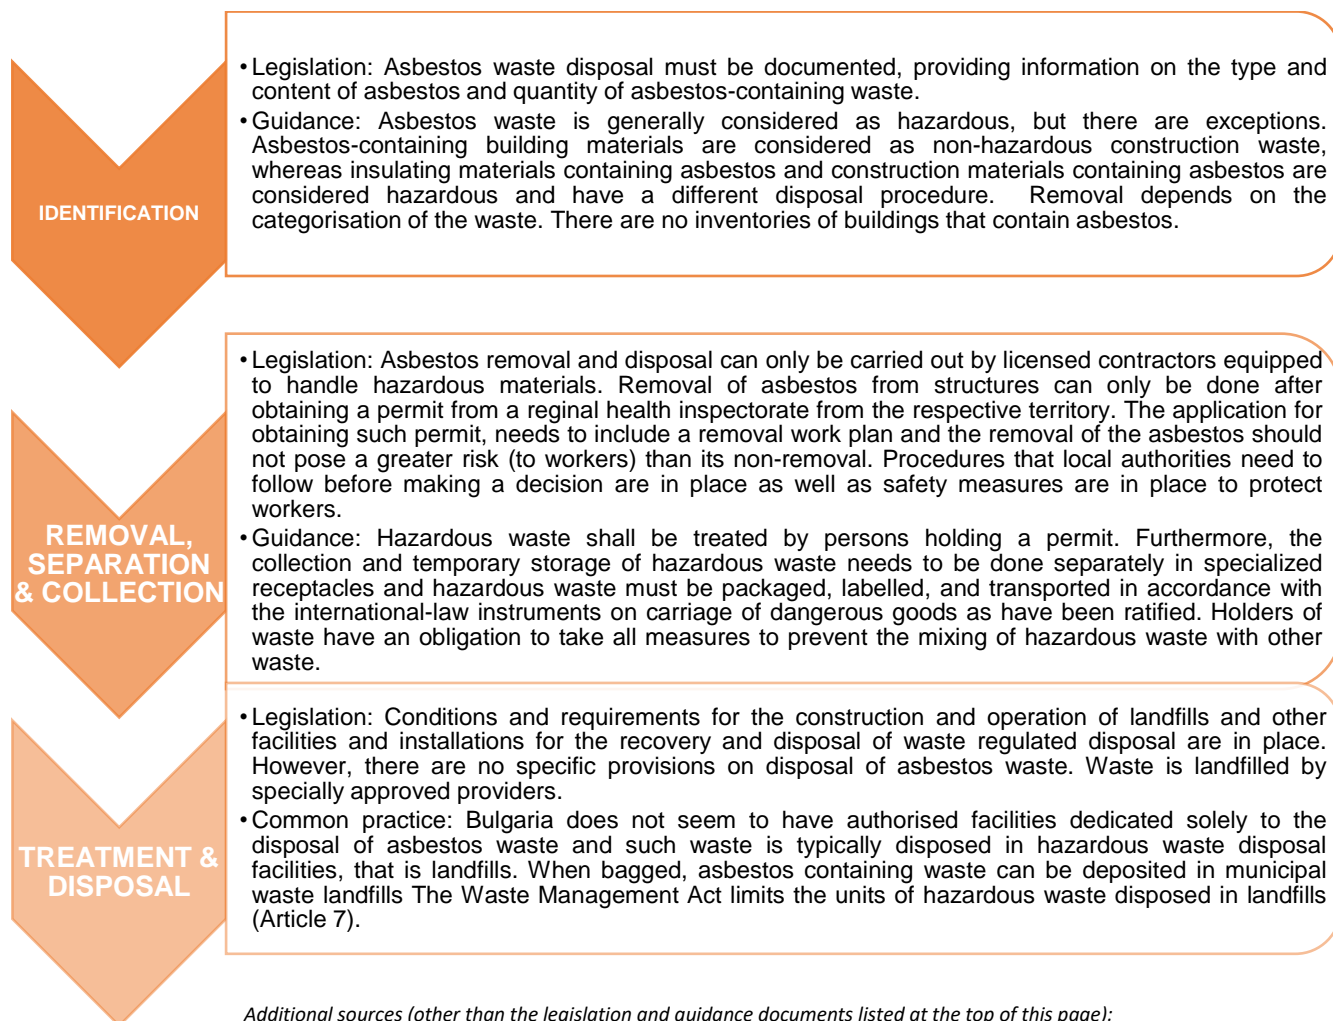 IDENTIFICATION
• Legislation: Asbestos waste disposal must be documented, providing information on the type and
content of asbestos and quantity of asbestos-containing waste.
• Guidance: Asbestos waste is generally considered as hazardous, but there are exceptions.
Asbestos-containing building materials are considered as non-hazardous construction waste,
whereas insulating materials containing asbestos and construction materials containing asbestos are
considered hazardous and have a different disposal procedure. Removal depends on the
categorisation of the waste. There are no inventories of buildings that contain asbestos.
REMOVAL,
SEPARATION
& COLLECTION
• Legislation: Asbestos removal and disposal can only be carried out by licensed contractors equipped
to handle hazardous materials. Removal of asbestos from structures can only be done after
obtaining a permit from a reginal health inspectorate from the respective territory. The application for
obtaining such permit, needs to include a removal work plan and the removal of the asbestos should
not pose a greater risk (to workers) than its non-removal. Procedures that local authorities need to
follow before making a decision are in place as well as safety measures are in place to protect
workers.
• Guidance: Hazardous waste shall be treated by persons holding a permit. Furthermore, the
collection and temporary storage of hazardous waste needs to be done separately in specialized
receptacles and hazardous waste must be packaged, labelled, and transported in accordance with
the international-law instruments on carriage of dangerous goods as have been ratified. Holders of
waste have an obligation to take all measures to prevent the mixing of hazardous waste with other
waste.
TREATMENT &
DISPOSAL
• Legislation: Conditions and requirements for the construction and operation of landfills and other
facilities and installations for the recovery and disposal of waste regulated disposal are in place.
However, there are no specific provisions on disposal of asbestos waste. Waste is landfilled by
specially approved providers.
• Common practice: Bulgaria does not seem to have authorised facilities dedicated solely to the
disposal of asbestos waste and such waste is typically disposed in hazardous waste disposal
facilities, that is landfills. When bagged, asbestos containing waste can be deposited in municipal
waste landfills The Waste Management Act limits the units of hazardous waste disposed in landfills
(Article 7).
Additional sources (other than the legislation and guidance documents listed at the top of this page):